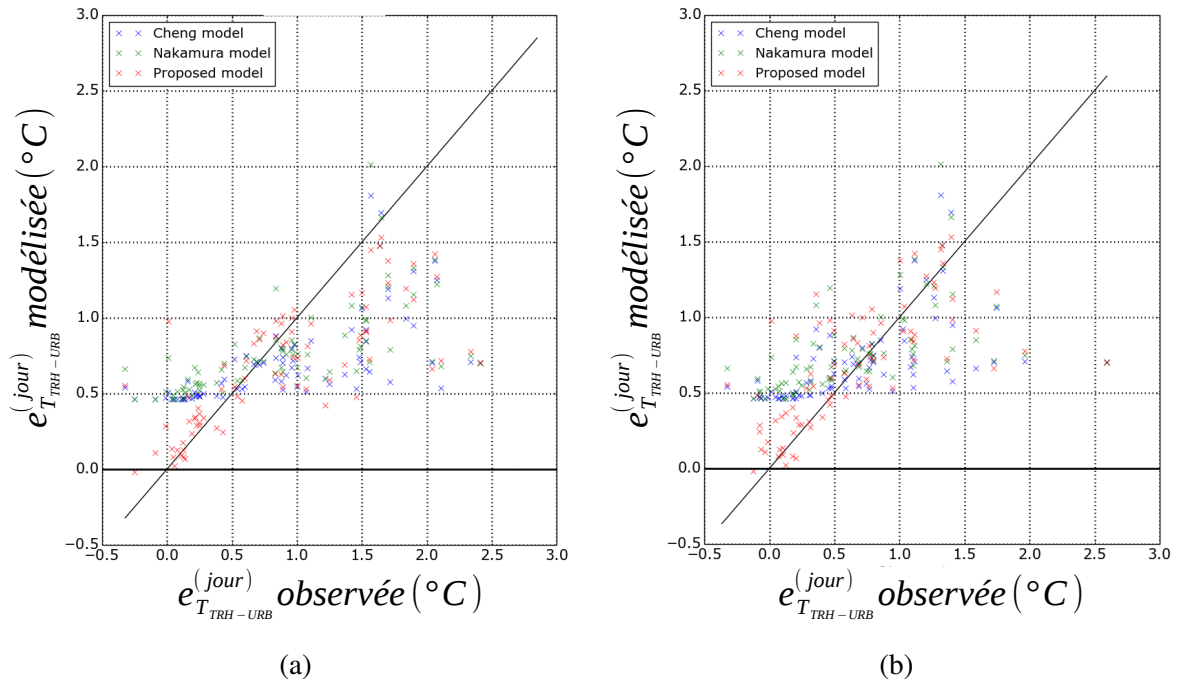 3.0
2.5
2.0
1.5
1.0
0.5
0.0
−0.5
Cheng model
Nakamura model
Proposed model
e(jour)TTRH−URB modélisée (°C)
−0.5 0.0 0.5 1.0 1.5 2.0 2.5 3.0
e(jour)TTRH−URB observée (°C)
(a)
3.0
2.5
2.0
1.5
1.0
0.5
0.0
−0.5
Cheng model
Nakamura model
Proposed model
e(jour)TTRH−URB modélisée (°C)
−0.5 0.0 0.5 1.0 1.5 2.0 2.5 3.0
e(jour)TTRH−URB observée (°C)
(b)